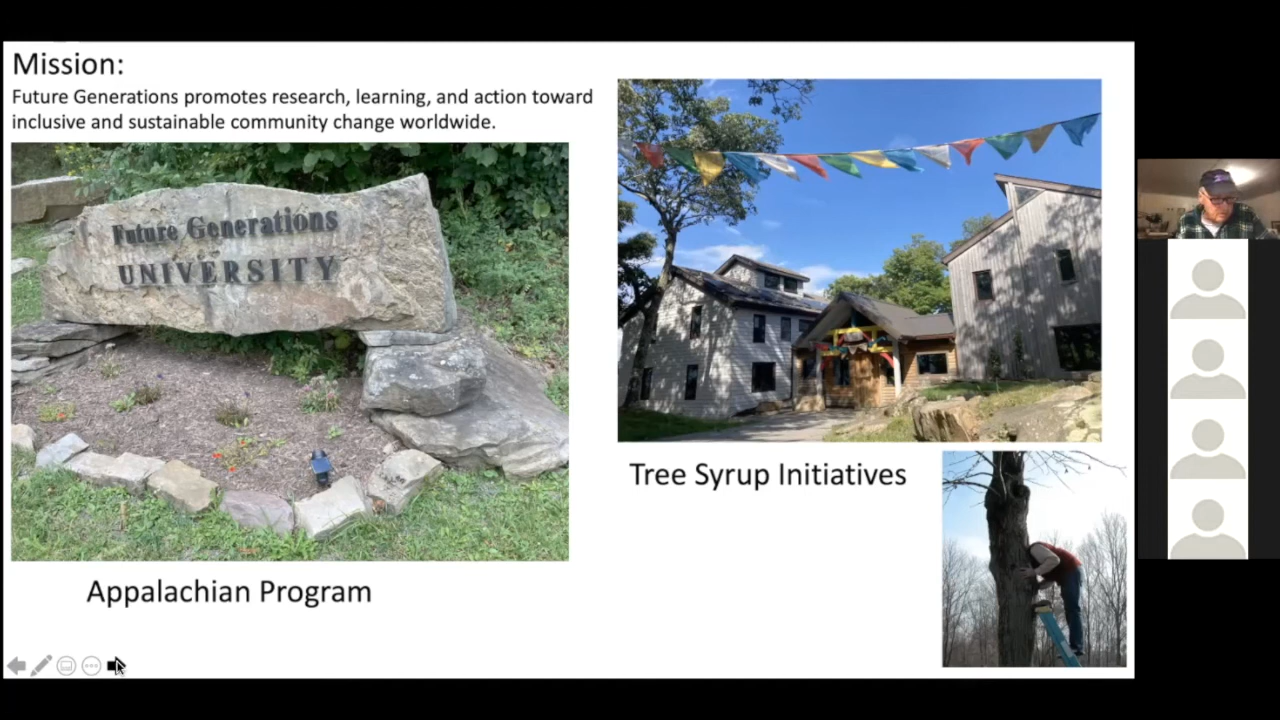 Mission:
Future Generations promotes research, learning, and action toward
inclusive and sustainable community change worldwide.
Future Generations
UNIVERSITY
Tree Syrup Initiatives
Appalachian Program